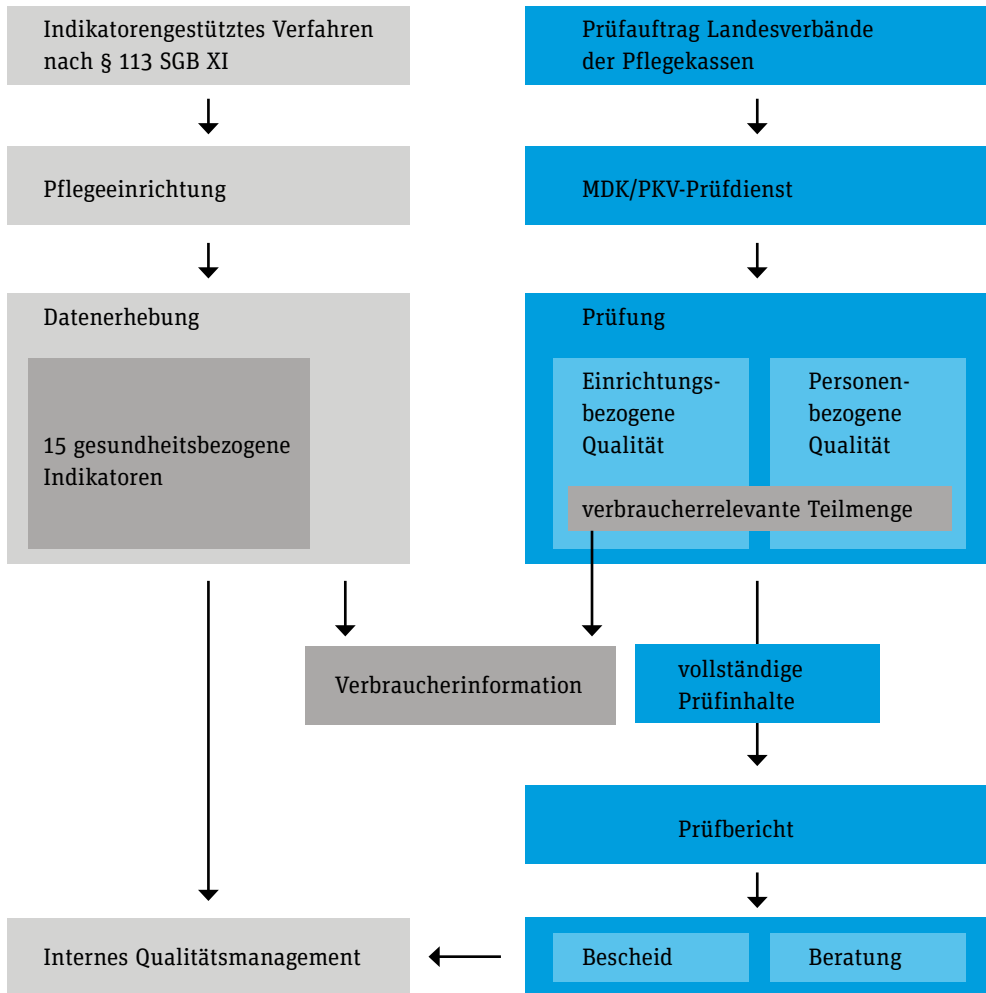 Indikatorengestütztes Verfahren
nach § 113 SGB XI
Prüfauftrag Landesverbände
der Pflegekassen
Pflegeeinrichtung
MDK/PKV-Prüfdienst
Datenerhebung
15 gesundheitsbezogene
Indikatoren
Prüfung
Einrichtungs-
bezogene
Qualität
Personen-
bezogene
Qualität
verbraucherrelevante Teilmenge
Verbraucherinformation
vollständige
Prüfinhalte
Prüfbericht
Internes Qualitätsmanagement
Bescheid
Beratung